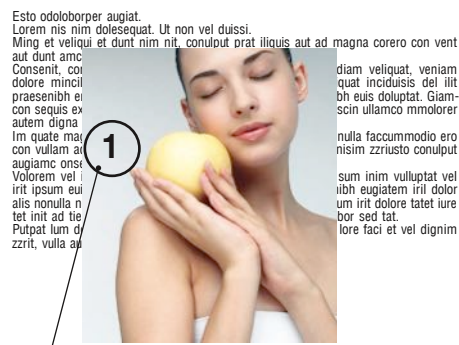 Esto odoloborper augiat.
Lorem nis nim dolesequat. Ut non vel duissi.
Ming et veliqui et dunt nim nit, conulput prat iliquis aut ad magna corero con vent
aut dunt amc
Consenit, con diam veliquat, veniam
dolore mincil quat inciduisis del ilit
praesenibh e bh euis doluptat. Giam-
con sequis ex scin ullamco mmolorer
autem digna
Im quate mag nulla faccummodio ero
con vullam ad nisim zzriusto conulput
augiamc onse
Volorem vel i sum inim vulluptat vel
irit ipsum eui nibh eugiatem iril dolor
alis nonulla n um irit dolore tatet iure
tet init ad tie bor sed tat.
Putpat lum d lore faci et vel dignim
zzrit, vulla au
1